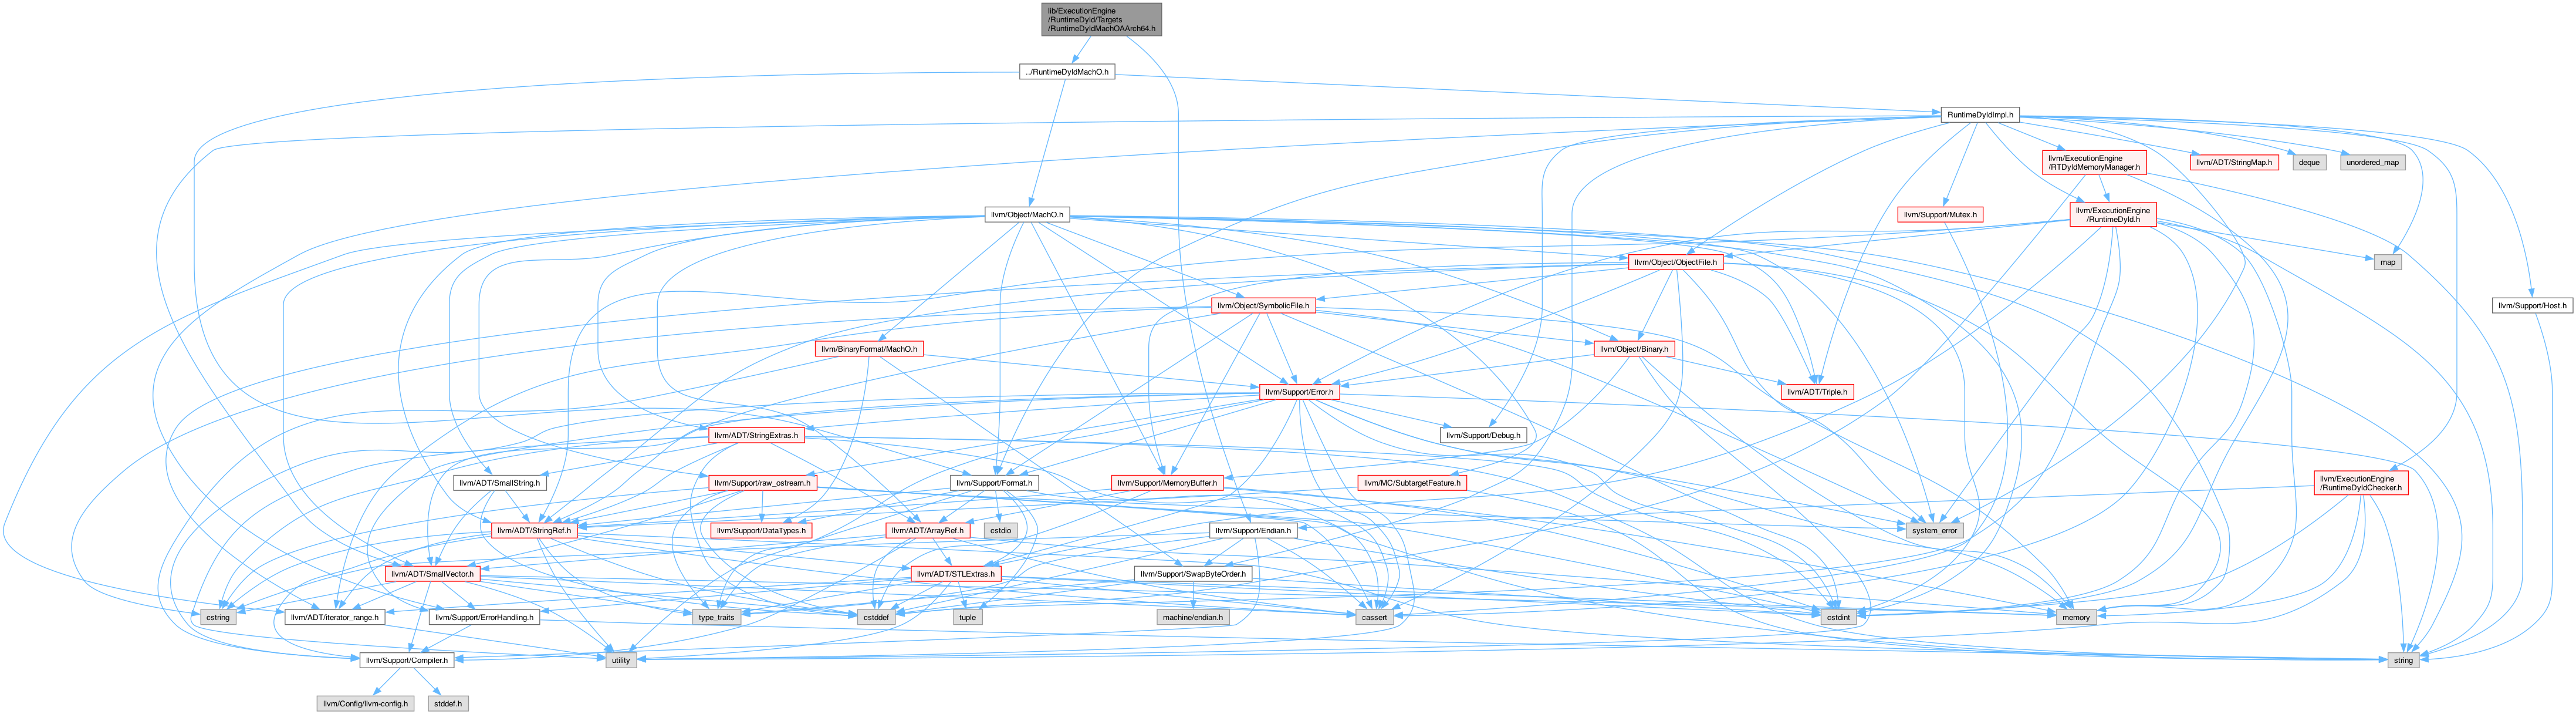 lib/ExecutionEngine
/RuntimeDyld/Targets
/RuntimeDyldMachOAArch64.h
../RuntimeDyldMachO.h
RuntimeDyldImpl.h
llvm/ExecutionEngine
/RTDyldMemoryManager.h
llvm/ADT/StringMap.h
deque
unordered_map
llvm/Object/MachO.h
llvm/Support/Mutex.h
llvm/ExecutionEngine
/RuntimeDyld.h
llvm/Object/ObjectFile.h
map
llvm/Object/SymbolicFile.h
llvm/Support/Host.h
llvm/BinaryFormat/MachO.h
llvm/Object/Binary.h
llvm/Support/Error.h
llvm/ADT/Triple.h
llvm/ADT/StringExtras.h
llvm/Support/Debug.h
llvm/ADT/SmallString.h
llvm/Support/raw_ostream.h
llvm/Support/Format.h
llvm/Support/MemoryBuffer.h
llvm/MC/SubtargetFeature.h
llvm/ExecutionEngine
/RuntimeDyldChecker.h
llvm/ADT/StringRef.h
llvm/Support/DataTypes.h
llvm/ADT/ArrayRef.h
cstdio
llvm/Support/Endian.h
system_error
llvm/ADT/SmallVector.h
llvm/ADT/STLExtras.h
llvm/Support/SwapByteOrder.h
cstring
llvm/ADT/iterator_range.h
llvm/Support/ErrorHandling.h
type_traits
cstddef
tuple
machine/endian.h
cassert
cstdint
memory
llvm/Support/Compiler.h
utility
string
llvm/Config/llvm-config.h
stddef.h